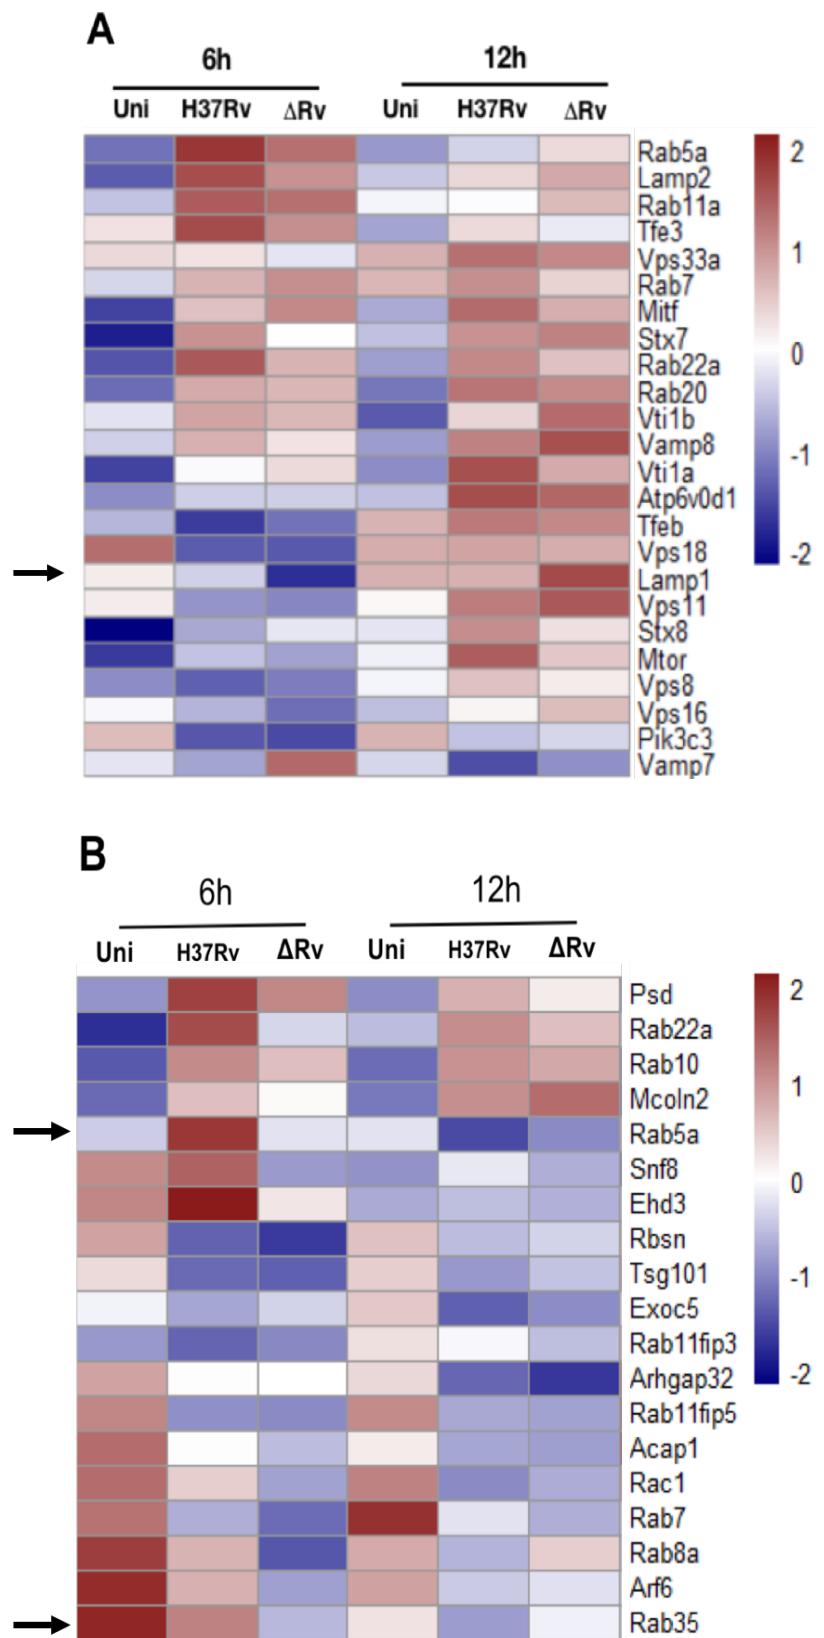 A
6h 12h
Uni H37Rv ΔRv Uni H37Rv ΔRv
Rab5a 2
Lamp2
Rab11a
Tfe3
Vps33a 1
Rab7
Mitf
Stx7 0
Rab22a
Rab20
Vti1b
Vamp8 -1
Vti1a
Atp6v0d1
Tfeb
Vps18 -2
Lamp1
Vps11
Stx8
Mtor
Vps8
Vps16
Pik3c3
Vamp7
B
6h 12h
Uni H37Rv ΔRv Uni H37Rv ΔRv
Psd 2
Rab22a
Rab10
Mcoln2 1
Rab5a
Snf8 0
Ehd3
Rbsn
Tsg101 -1
Exoc5
Rab11fip3
Arhgap32 -2
Rab11fip5
Acap1
Rac1
Rab7
Rab8a
Arf6
Rab35